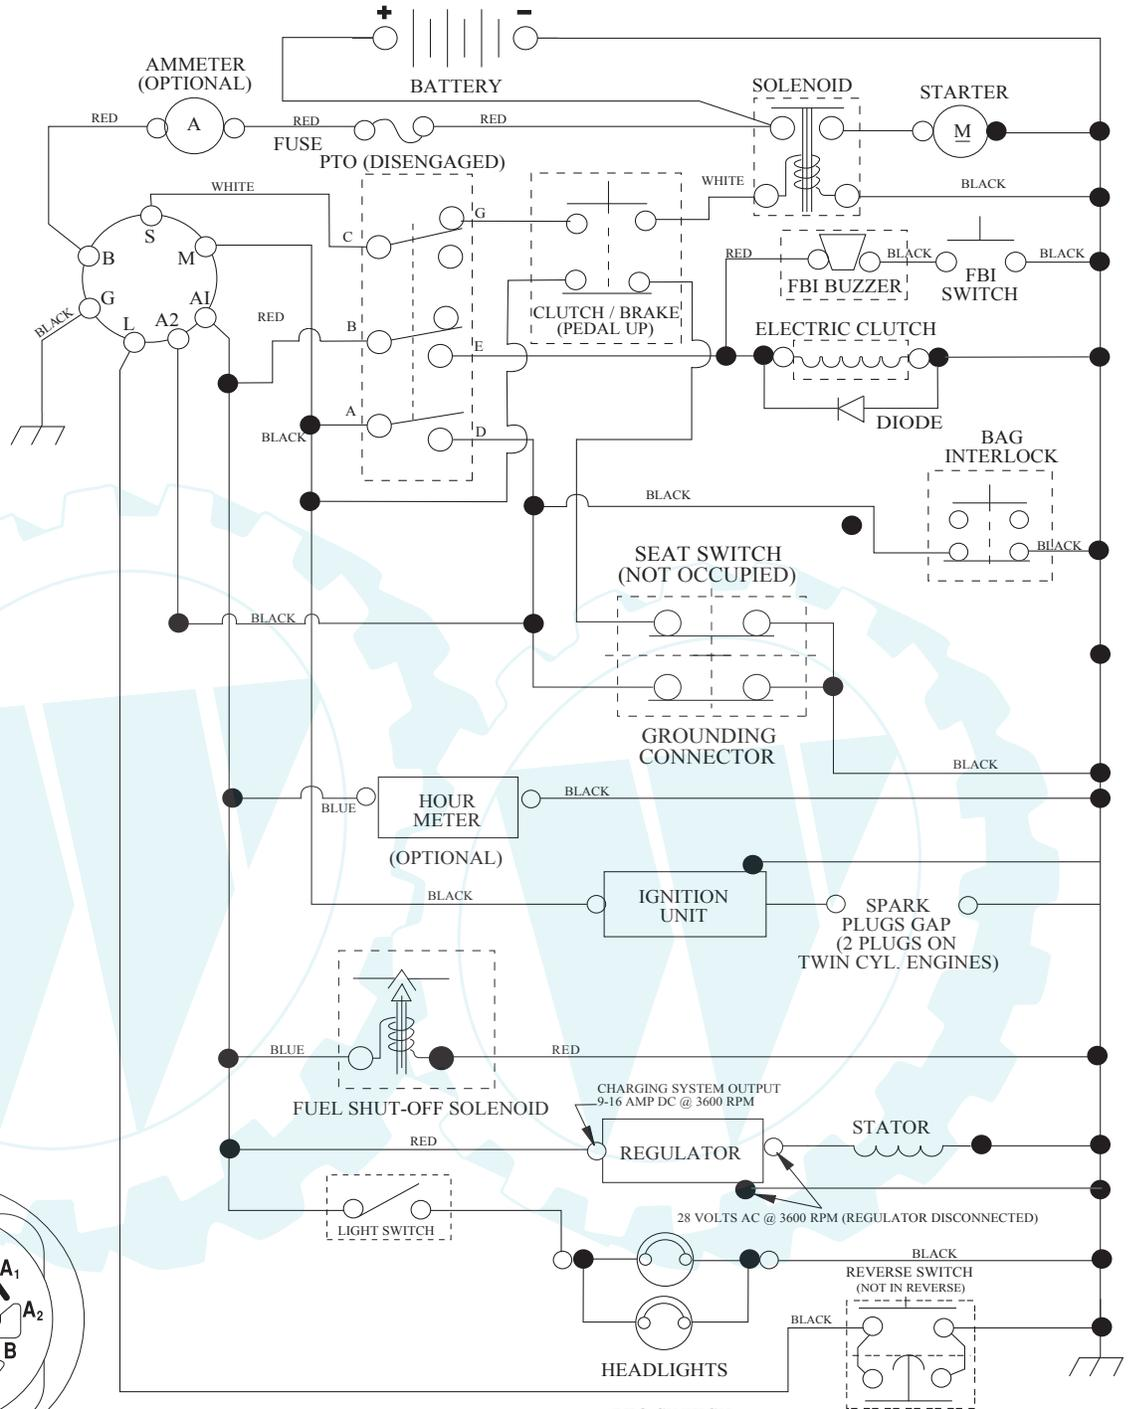 + -
BATTERY
AMMETER
(OPTIONAL)
SOLENOID
STARTER
RED
A
RED
FUSE
RED
M
PTO (DISENGAGED)
WHITE
WHITE
BLACK
S
G
C
B
M
RED
BLACK
BLACK
FBI BUZZER
FBI
SWITCH
G
A1
BLACK
L
A2
RED
B
CLUTCH / BRAKE
(PEDAL UP)
ELECTRIC CLUTCH
E
A
DIODE
BLACK
D
BAG
INTERLOCK
BLACK
BLACK
SEAT SWITCH
(NOT OCCUPIED)
BLACK
GROUNDING
CONNECTOR
BLACK
BLUE
HOUR
METER
BLACK
(OPTIONAL)
BLACK
IGNITION
UNIT
SPARK
PLUGS GAP
(2 PLUGS ON
TWIN CYL. ENGINES)
BLUE
RED
FUEL SHUT-OFF SOLENOID
CHARGING SYSTEM OUTPUT
9-16 AMP DC @ 3600 RPM
RED
REGULATOR
STATOR
28 VOLTS AC @ 3600 RPM (REGULATOR DISCONNECTED)
LIGHT SWITCH
BLACK
REVERSE SWITCH
(NOT IN REVERSE)
BLACK
HEADLIGHTS
A1
A2
B